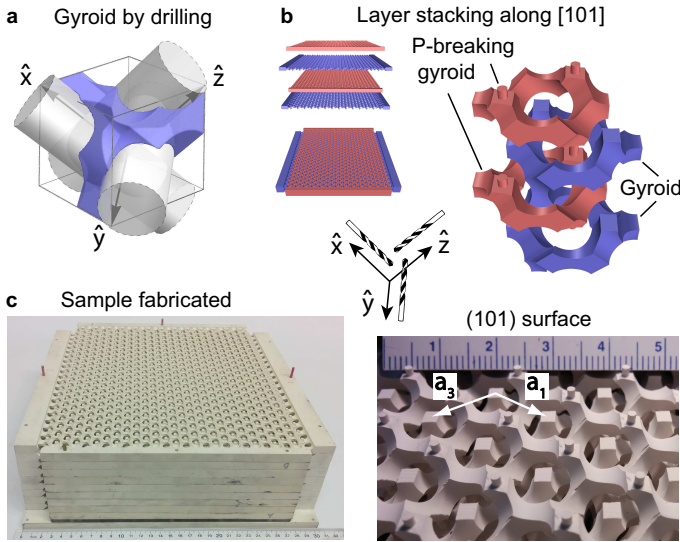 a Gyroid by drilling
x̂
ẑ
ŷ
b Layer stacking along [101]
P-breaking
gyroid
Gyroid
x̂
ẑ
ŷ
c Sample fabricated
(101) surface
1 2 3 4 5
a₃ a₁